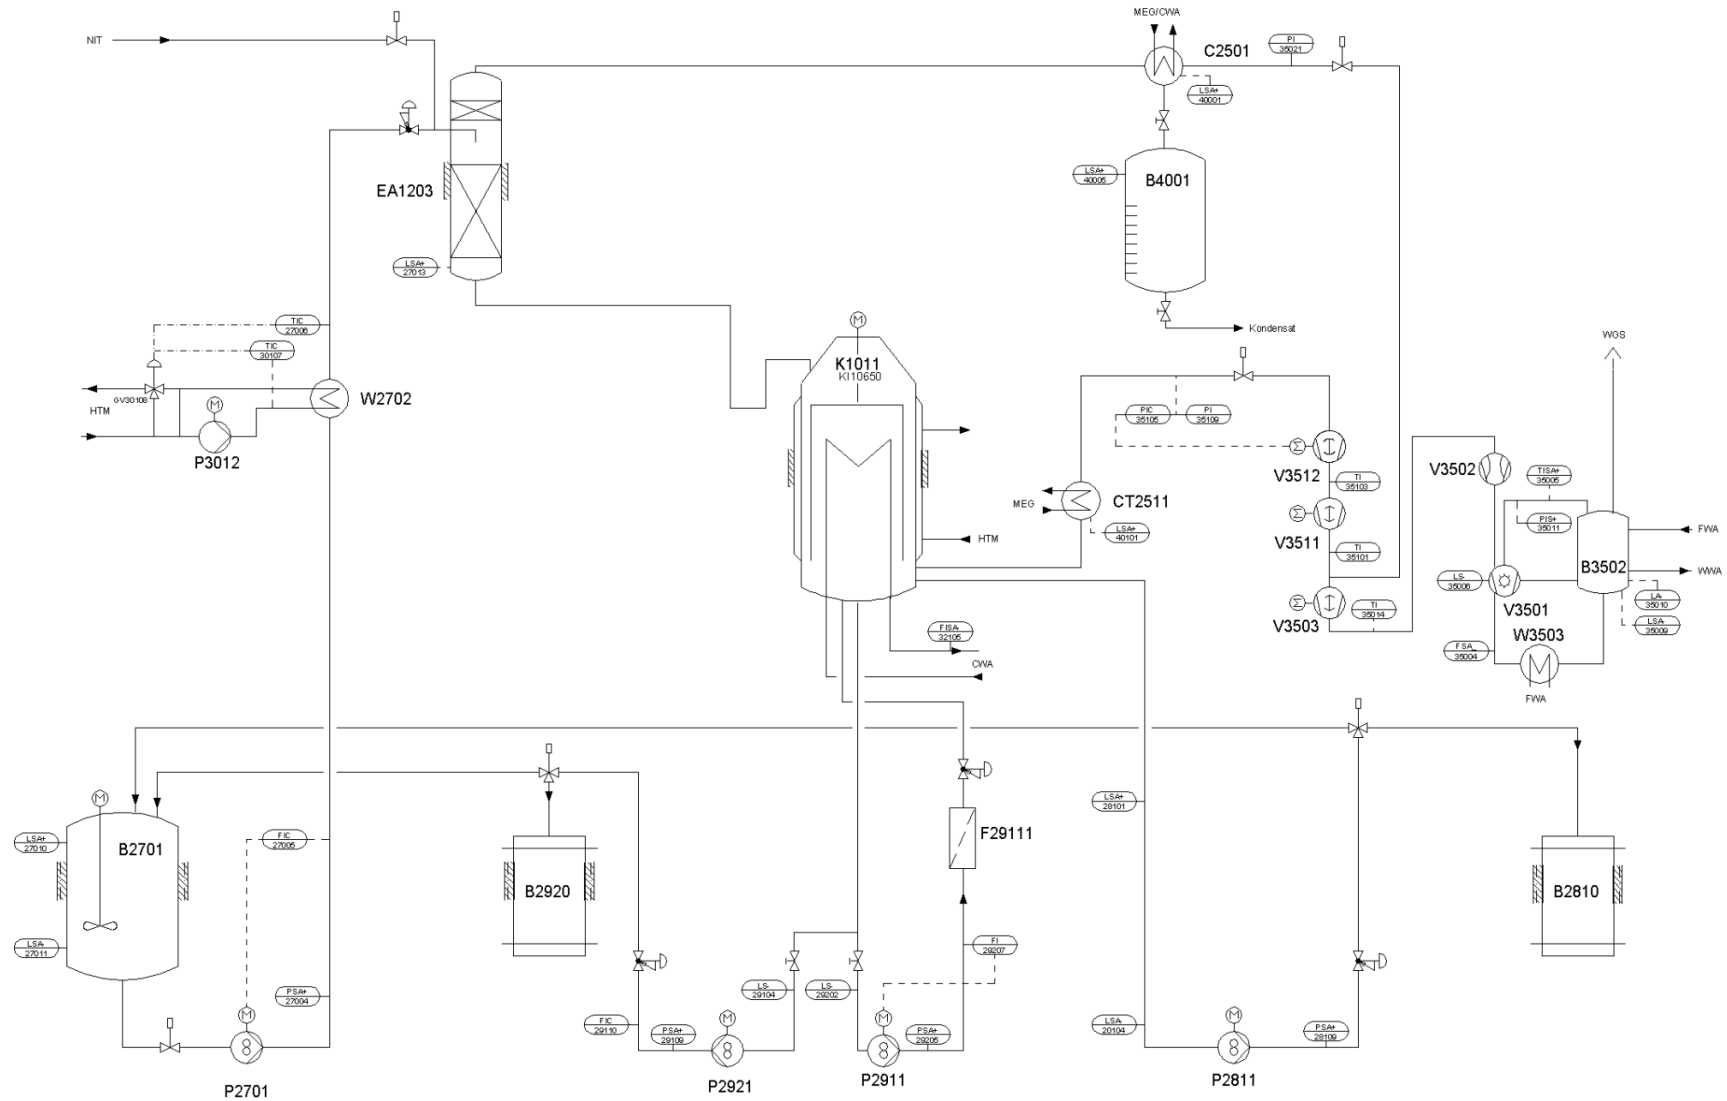 MEG/CWA
NIT
C2501
PI
35021
LSA+
40001
EA1203
LSA+
40005
B4001
LSA+
27013
TIC
27006
TIC
30107
Kondensat
GV30108
HTM
W2702
P3012
M
M
K1011
KI10650
WGS
PIC
35105
PI
35109
Σ
V3512
V3502
TISA+
35005
TI
35103
MEG
CT2511
LSA+
40101
Σ
V3511
PIS+
35011
FWA
HTM
TI
35101
LS-
35006
B3502
WWA
V3501
Σ
V3503
TI
35014
LA-
35010
LSA-
35009
FISA-
32105
W3503
FSA_
35004
CWA
FWA
M
LSA+
27010
B2701
FIC
27005
LSA-
27011
B2920
F29111
LSA+
28101
B2810
FI
29207
PSA+
27004
LS-
29104
LS-
29202
FIC
29110
PSA+
29109
M
M
M
M
PSA+
29205
LSA-
20104
PSA+
28109
P2701
P2921
P2911
P2811